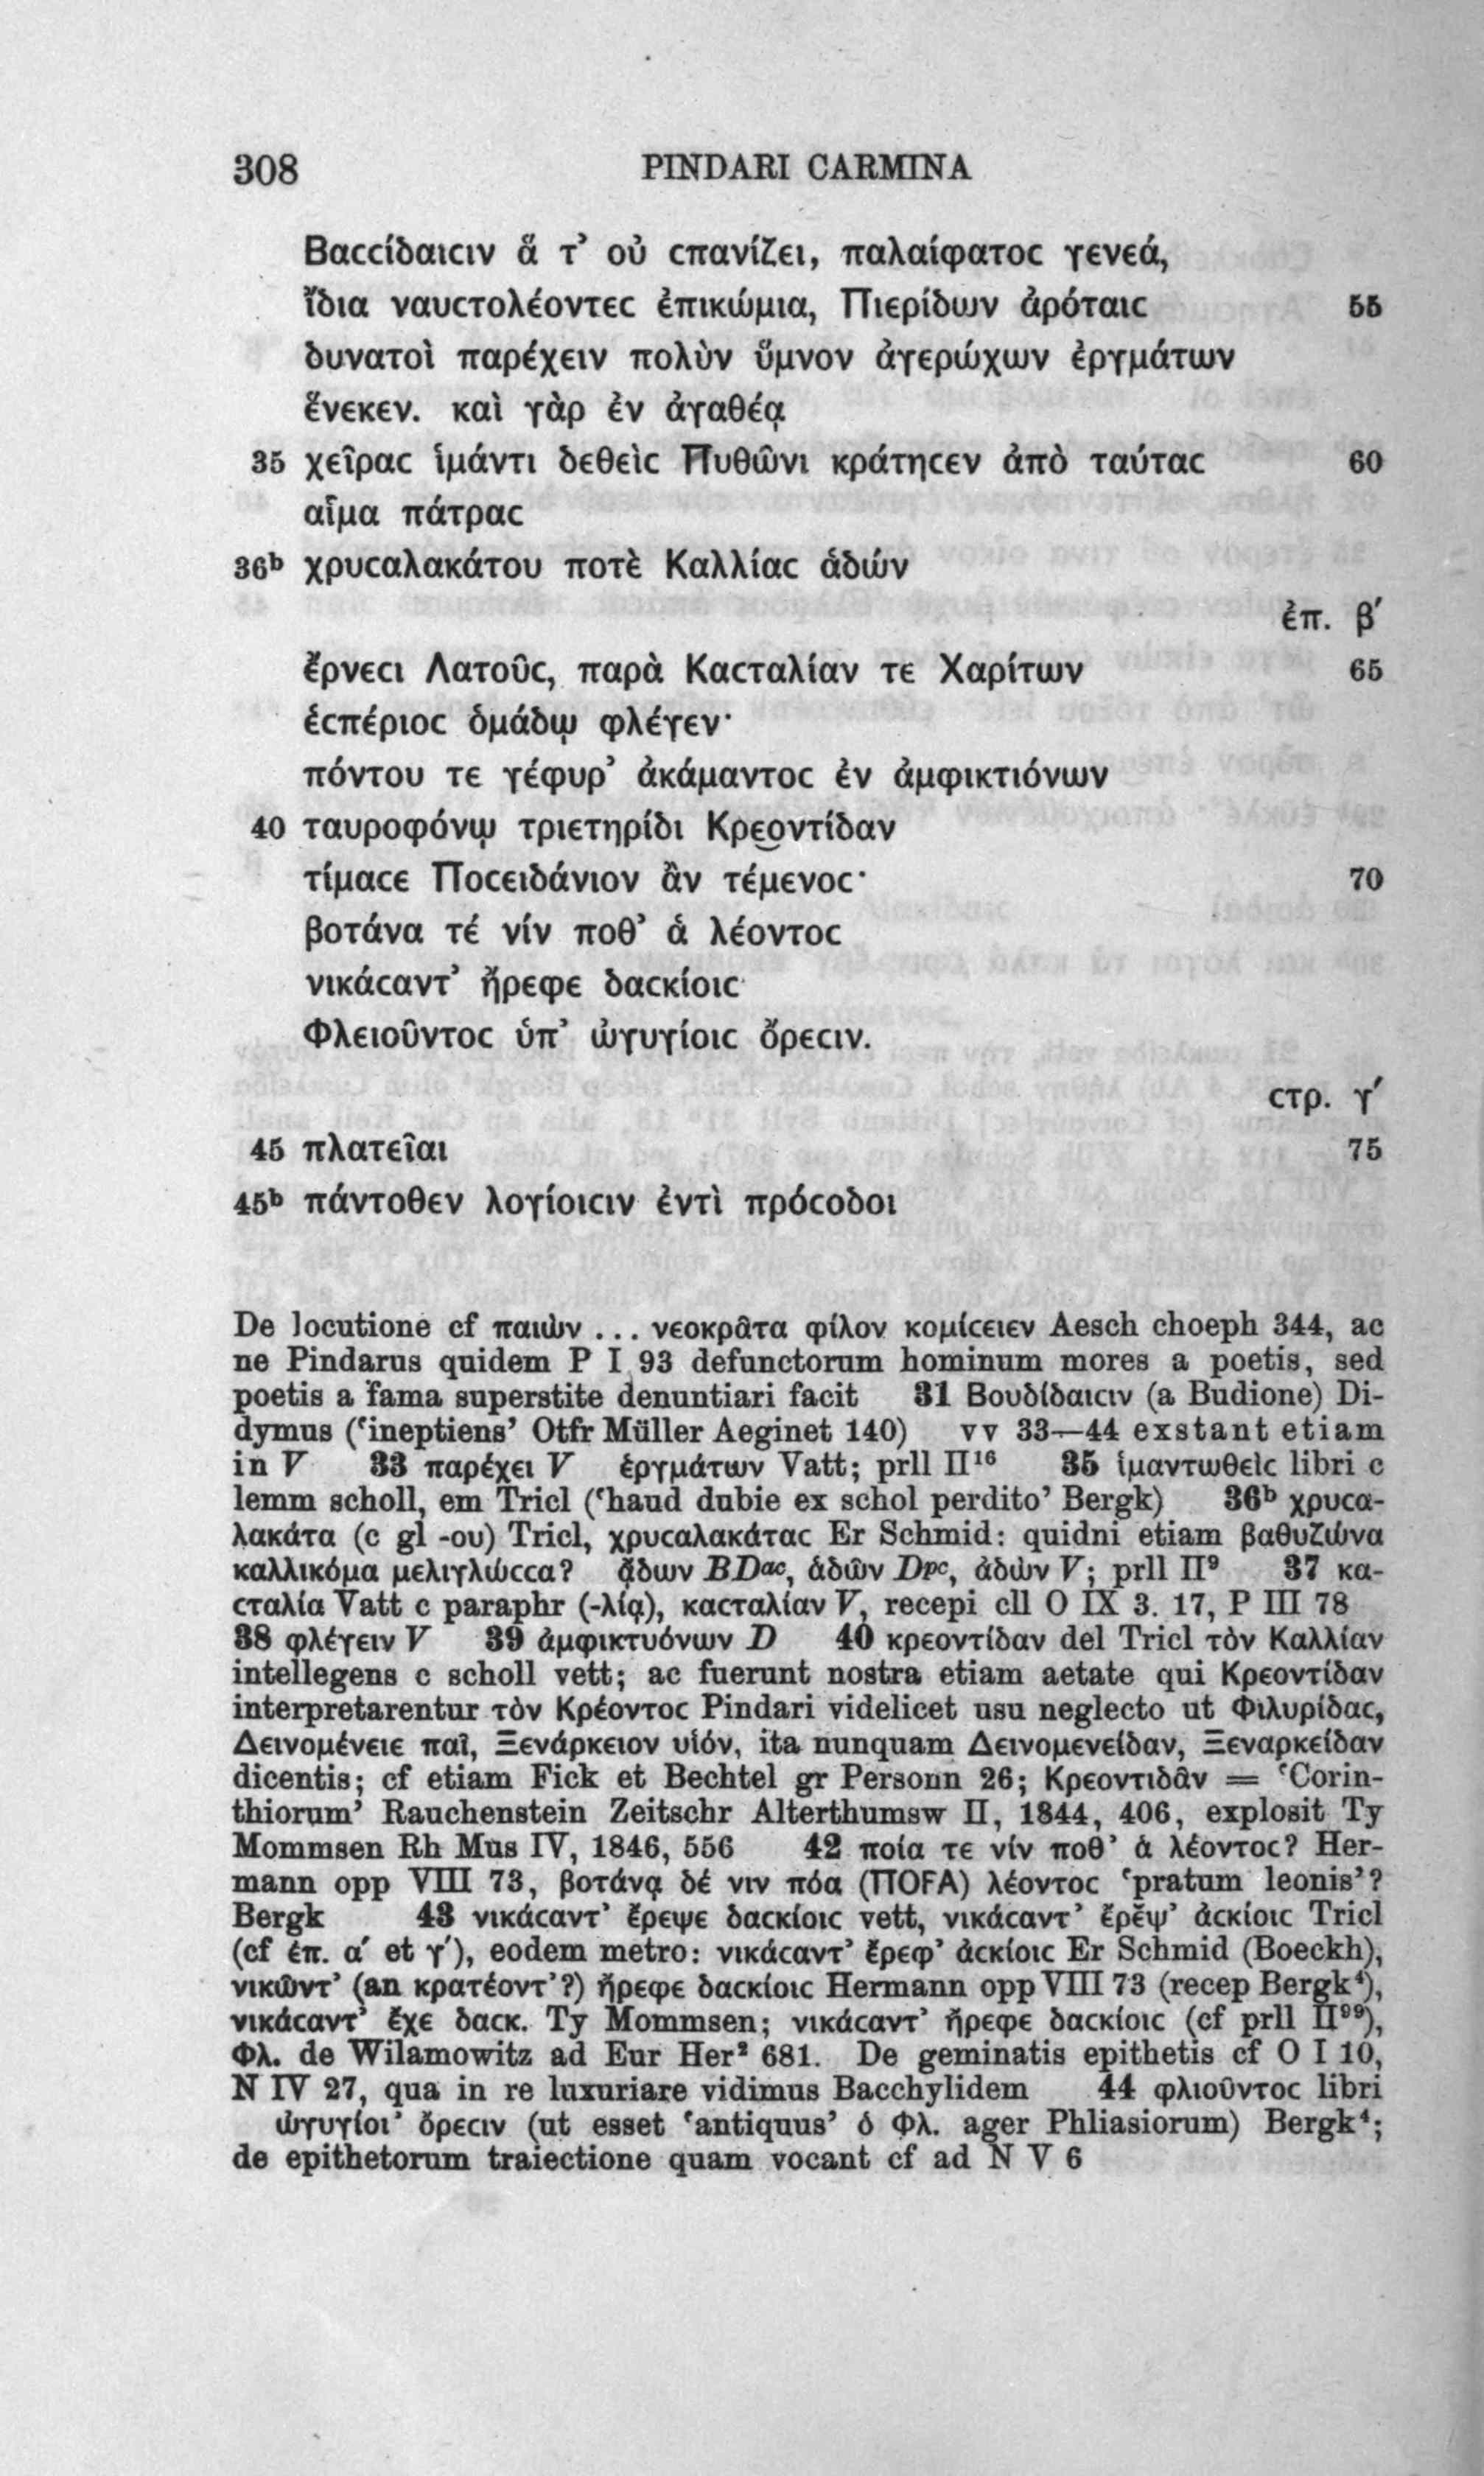 308 PINDARI CARMINA
Βαccίδαιcιν ἅ τ’ οὐ cπανίζει, παλαίφατοc γενεά,
ἴδια ναυcτολέοντεc ἐπικώμια, Πιερίδων ἀρόταιc 55
δυνατοὶ παρέχειν πολὺν ὕμνον ἀγερώχων ἐργμάτων
ἕνεκεν. καὶ γὰρ ἐν ἀγαθέᾳ
35 χεῖραc ἱμάντι δεθεὶc Πυθῶνι κράτηcεν ἀπὸ ταύταc 60
αἷμα πάτραc
36ᵇ χρυcαλακάτου ποτὲ Καλλίαc ἁδών
ἐπ. β′
ἔρνεcι Λατοῦc, παρὰ Καcταλίαν τε Χαρίτων 65
ἑcπέριοc ὁμάδῳ φλέγεν·
πόντου τε γέφυρ’ ἀκάμαντοc ἐν ἀμφικτιόνων
40 ταυροφόνῳ τριετηρίδι Κρεοντίδαν
τίμαcε Ποcειδάνιον ἂν τέμενοc· 70
βοτάνα τέ νίν ποθ’ ἁ λέοντοc
νικάcαντ’ ἤρεφε δαcκίοιc
Φλειοῦντοc ὑπ’ ὠγυγίοιc ὄρεcιν.
cτρ. γ′
45 πλατεῖαι 75
45ᵇ πάντοθεν λογίοιcιν ἐντὶ πρόcοδοι
De locutione cf παιὼν ... νεοκρᾶτα φίλον κομίcειεν Aesch choeph 344, ac
ne Pindarus quidem P I 93 defunctorum hominum mores a poetis, sed
poetis a fama superstite denuntiari facit 31 Βουδίδαιcιν (a Budione) Di-
dymus (‘ineptiens’ Otfr Müller Aeginet 140) vv 33—44 exstant etiam
in V 33 παρέχει V ἐργμάτων Vatt; prll II¹⁶ 35 ἱμαντωθεὶc libri c
lemm scholl, em Tricl (‘haud dubie ex schol perdito’ Bergk) 36ᵇ χρυcα-
λακάτα (c gl -ου) Tricl, χρυcαλακάταc Er Schmid: quidni etiam βαθυζώνα
καλλικόμα μελιγλώccα? ᾅδων BDᵃᶜ, ἁδῶν Dᵖᶜ, ἀδὼν V; prll II⁹ 37 κα-
cταλία Vatt c paraphr (-λίᾳ), καcταλίαν V, recepi cll O IX 3. 17, P III 78
38 φλέγειν V 39 ἀμφικτυόνων D 40 κρεοντίδαν del Tricl τὸν Καλλίαν
intellegens c scholl vett; ac fuerunt nostra etiam aetate qui Κρεοντίδαν
interpretarentur τὸν Κρέοντοc Pindari videlicet usu neglecto ut Φιλυρίδαc,
Δεινομένειε παῖ, Ξενάρκειον υἱόν, ita nunquam Δεινομενείδαν, Ξεναρκείδαν
dicentis; cf etiam Fick et Bechtel gr Personn 26; Κρεοντιδᾶν = ‘Corin-
thiorum’ Rauchenstein Zeitschr Alterthumsw II, 1844, 406, explosit Ty
Mommsen Rh Mus IV, 1846, 556 42 ποία τε νίν ποθ’ ἁ λέοντοc? Her-
mann opp VIII 73, βοτάνᾳ δέ νιν πόα (ΠΟFΑ) λέοντοc ‘pratum leonis’?
Bergk 43 νικάcαντ’ ἔρεψε δαcκίοιc vett, νικάcαντ’ ἔρε̆ψ’ ἀcκίοιc Tricl
(cf ἐπ. α′ et γ′), eodem metro: νικάcαντ’ ἔρεφ’ ἀcκίοιc Er Schmid (Boeckh),
νικῶντ’ (an κρατέοντ’?) ἤρεφε δαcκίοιc Hermann opp VIII 73 (recep Bergk⁴),
νικάcαντ’ ἔχε δαcκ. Ty Mommsen; νικάcαντ’ ἤρεφε δαcκίοιc (cf prll II⁹⁹),
Φλ. de Wilamowitz ad Eur Her² 681. De geminatis epithetis cf O I 10,
N IV 27, qua in re luxuriare vidimus Bacchylidem 44 φλιοῦντοc libri
ὠγυγίοι’ ὄρεcιν (ut esset ‘antiquus’ ὁ Φλ. ager Phliasiorum) Bergk⁴;
de epithetorum traiectione quam vocant cf ad N V 6